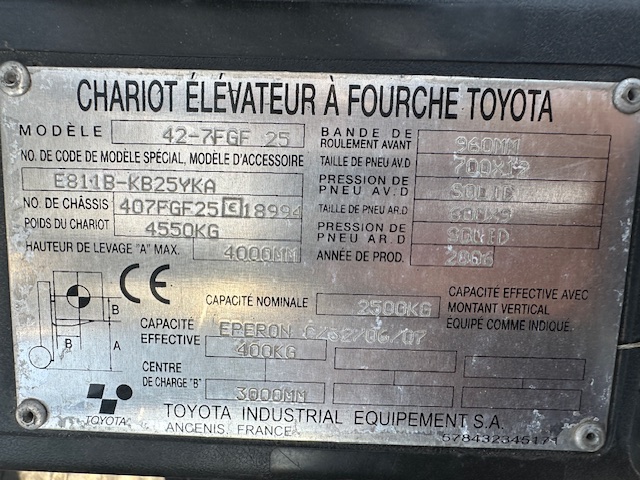 CHARIOT ÉLÉVATEUR À FOURCHE TOYOTA
MODÈLE 42-7FGF 25
NO. DE CODE DE MODÈLE SPÉCIAL, MODÈLE D'ACCESSOIRE
E811B-KB25YKA
NO. DE CHÂSSIS 407FGF25 E 18994
POIDS DU CHARIOT 4550KG
HAUTEUR DE LEVAGE "A" MAX. 4000MM
BANDE DE
ROULEMENT AVANT 960MM
TAILLE DE PNEU AV.D
PRESSION DE
PNEU AV.D SOLID
TAILLE DE PNEU AR.D
PRESSION DE
PNEU AR.D SOLID
ANNÉE DE PROD. 2006
B
B A
CE
CAPACITÉ NOMINALE 2500KG
CAPACITÉ EFFECTIVE AVEC
MONTANT VERTICAL
EQUIPÉ COMME INDIQUE.
CAPACITÉ
EFFECTIVE
EPERON
400KG
CENTRE
DE CHARGE "B" 3000MM
TOYOTA
TOYOTA INDUSTRIAL EQUIPEMENT S.A.
ANCENIS, FRANCE